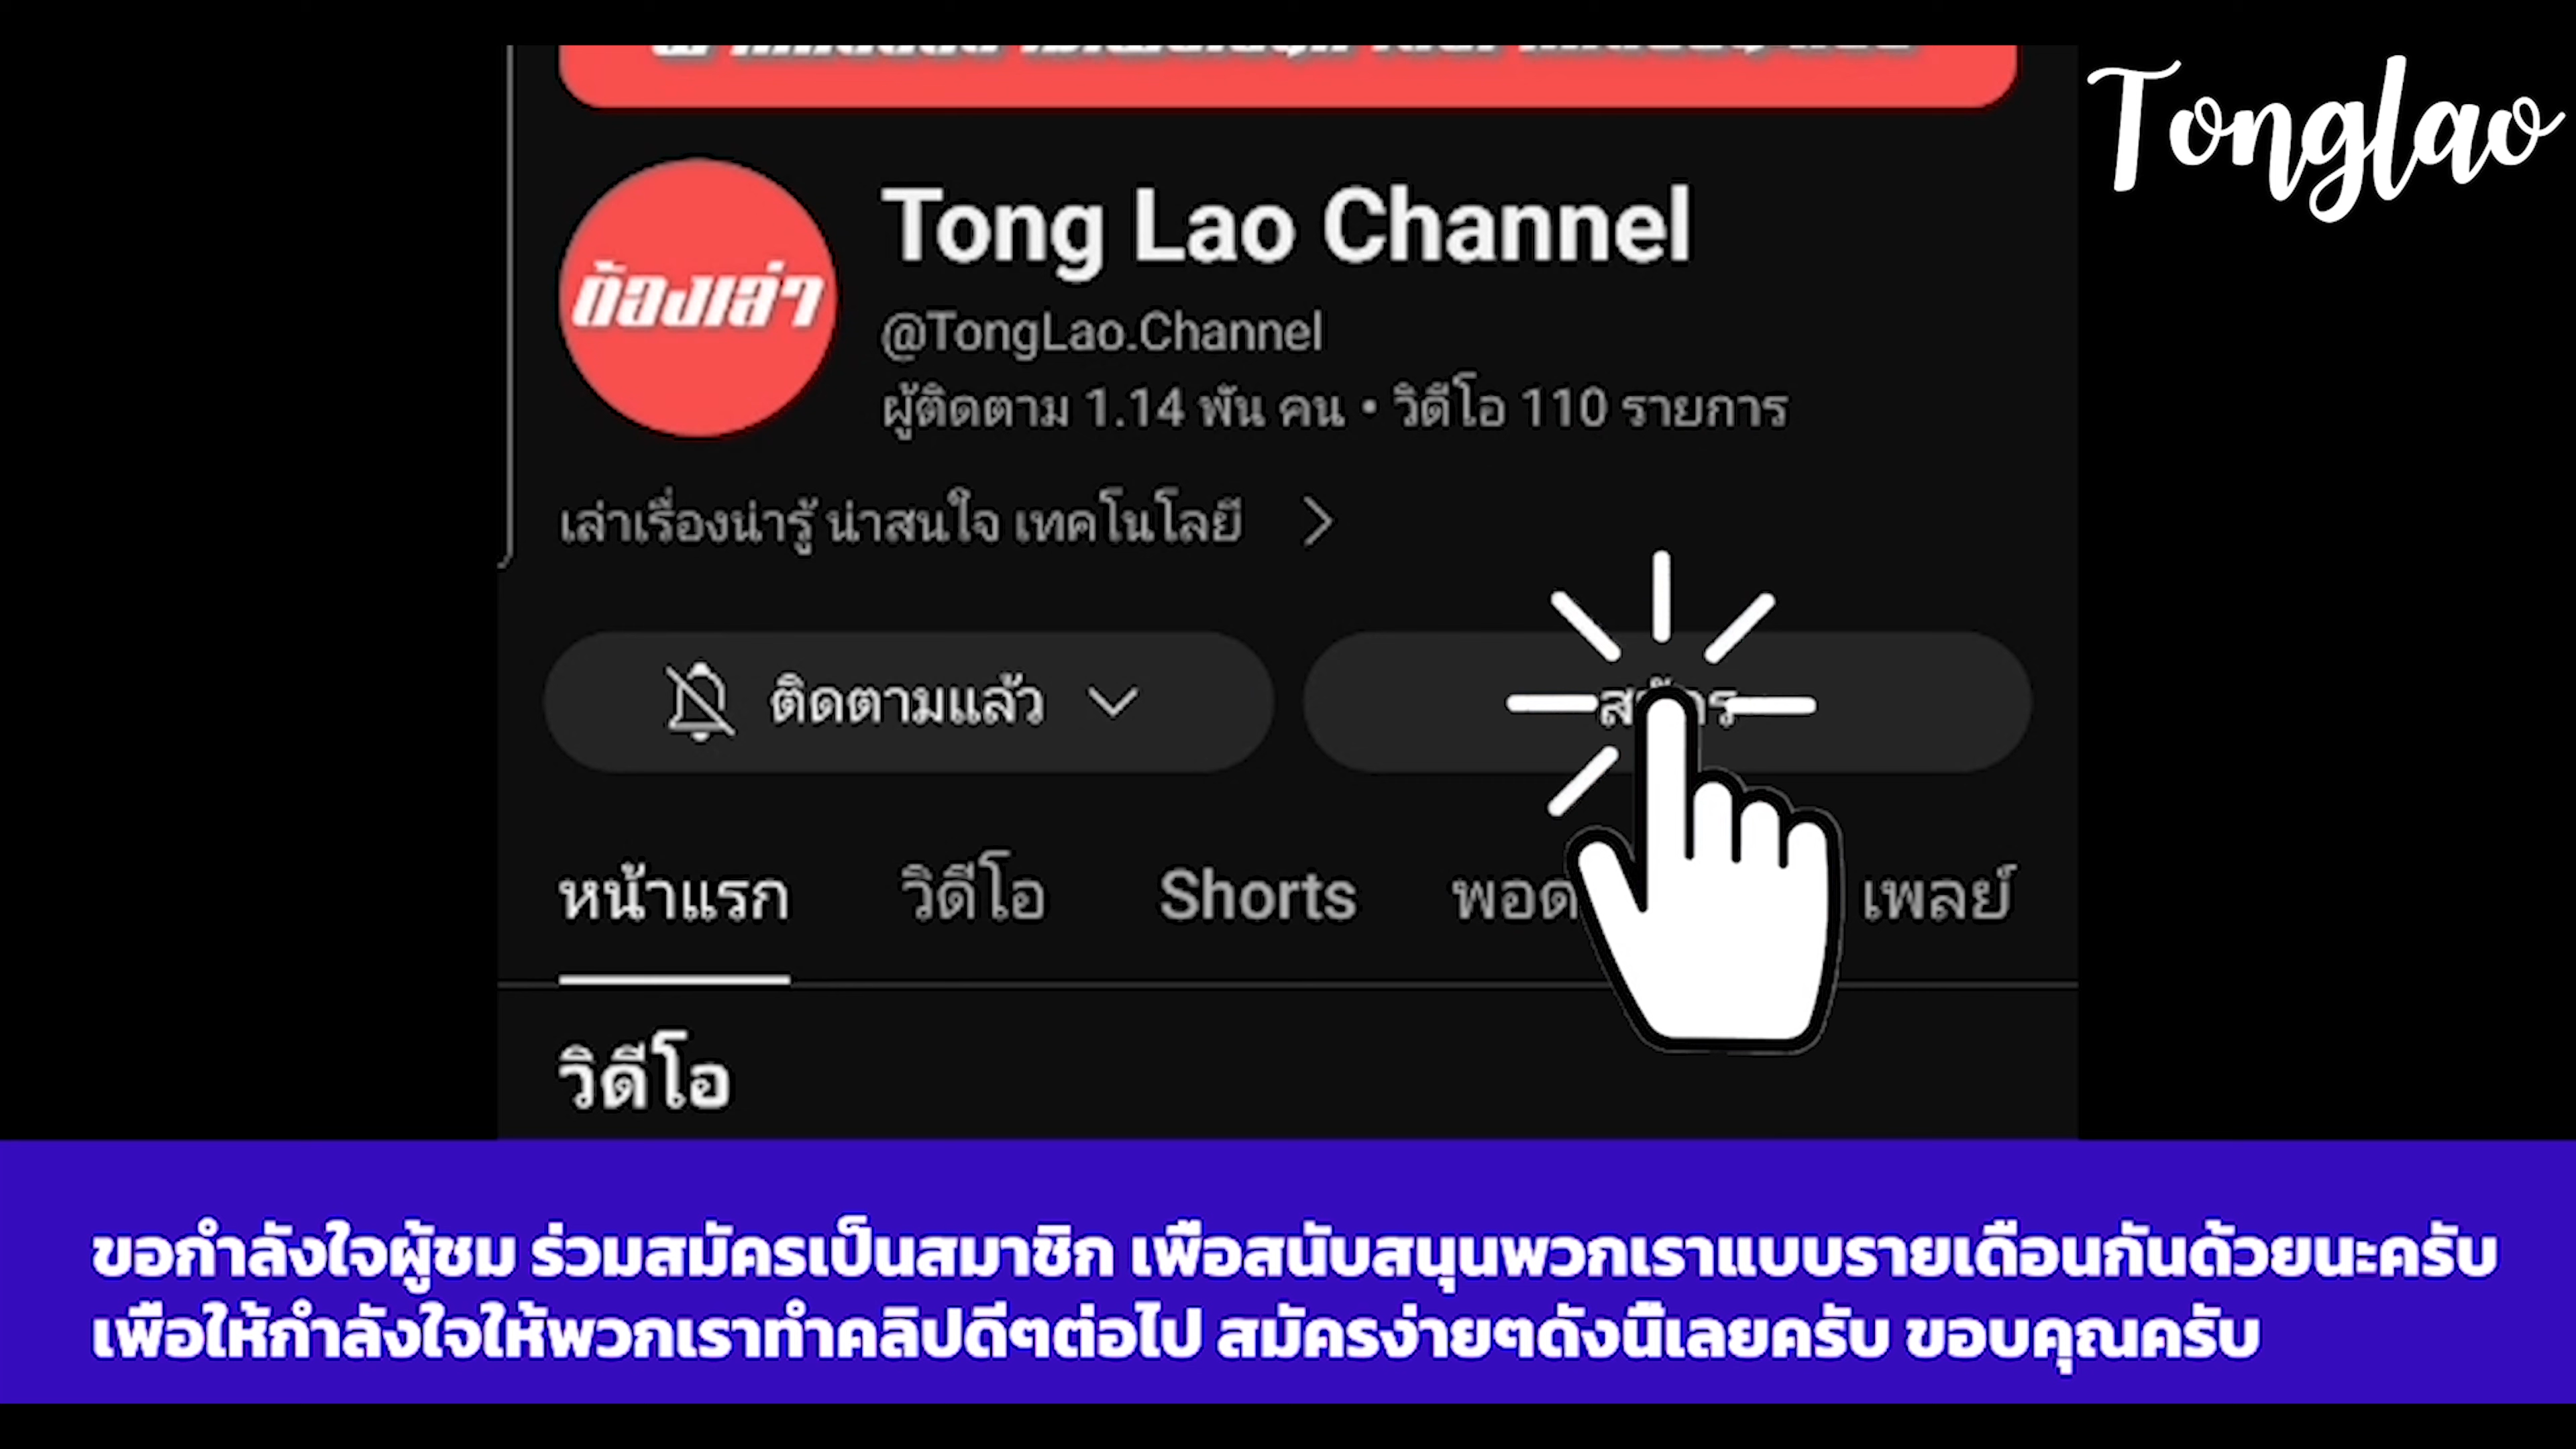 Tonglao
Tong Lao Channel
ต้องเล่า
@TongLao.Channel
ผู้ติดตาม 1.14 พัน คน • วิดีโอ 110 รายการ
เล่าเรื่องน่ารู้ น่าสนใจ เทคโนโลยี
ติดตามแล้ว
หน้าแรก วิดีโอ Shorts เพลย์
วิดีโอ
ขอกำลังใจผู้ชม ร่วมสมัครเป็นสมาชิก เพื่อสนับสนุนพวกเราแบบรายเดือนกันด้วยนะครับ
เพื่อให้กำลังใจให้พวกเราทำคลิปดีๆต่อไป สมัครง่ายๆดังนี้เลยครับ ขอบคุณครับ